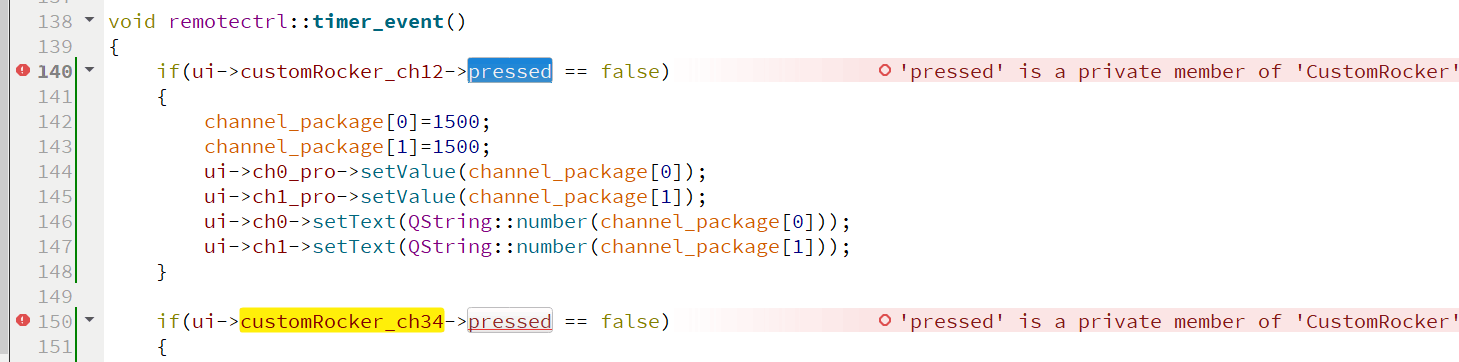 138 void remotectrl::timer_event()
139 {
140 if(ui->customRocker_ch12->pressed == false) 'pressed' is a private member of 'CustomRocker'
141 {
142 channel_package[0]=1500;
143 channel_package[1]=1500;
144 ui->ch0_pro->setValue(channel_package[0]);
145 ui->ch1_pro->setValue(channel_package[1]);
146 ui->ch0->setText(QString::number(channel_package[0]));
147 ui->ch1->setText(QString::number(channel_package[1]));
148 }
149
150 if(ui->customRocker_ch34->pressed == false) 'pressed' is a private member of 'CustomRocker'
151 {